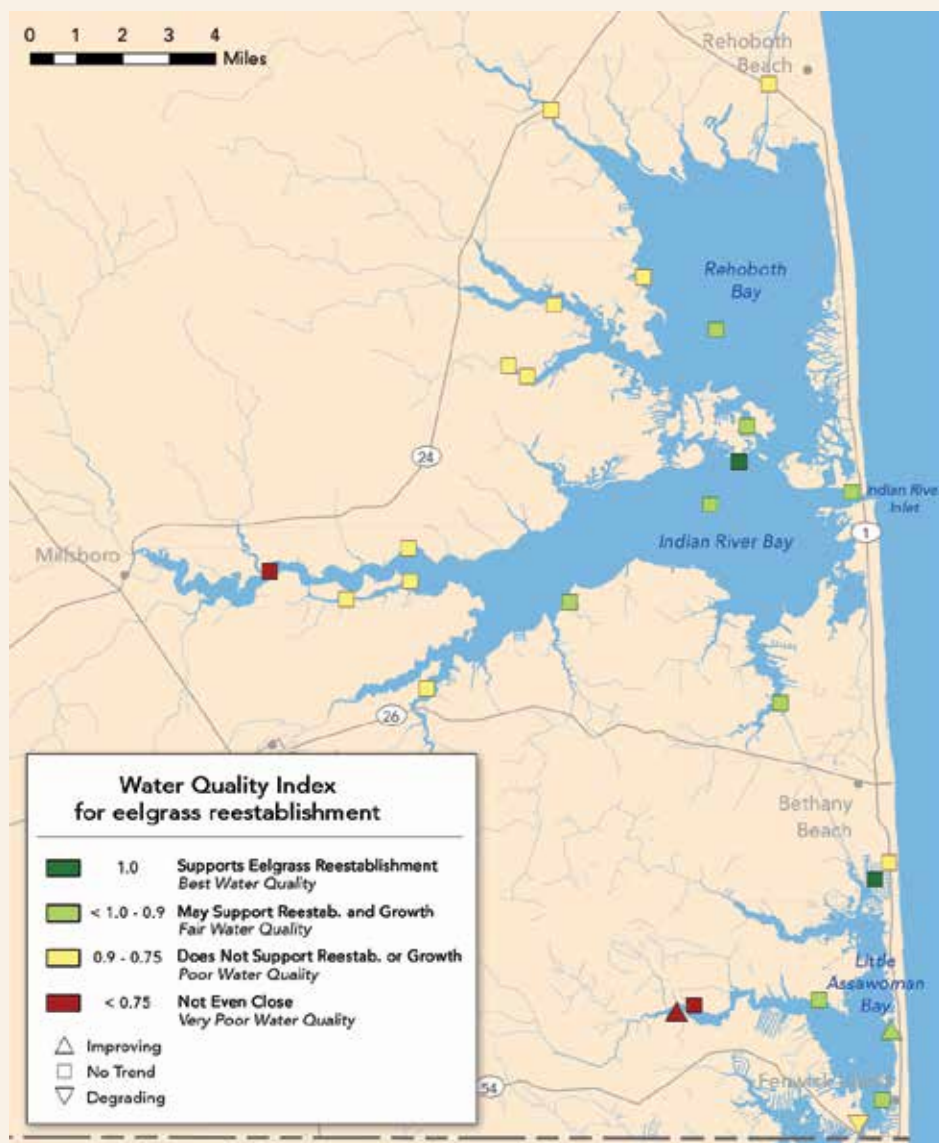 0 1 2 3 4
Miles
Rehoboth
Beach
Rehoboth
Bay
24
Indian River
Inlet
1
Millsboro
Indian River Bay
26
Bethany
Beach
Little
Assawoman
Bay
Fenwick
54
Water Quality Index
for eelgrass reestablishment
1.0 Supports Eelgrass Reestablishment
Best Water Quality
< 1.0 - 0.9 May Support Reestab. and Growth
Fair Water Quality
0.9 - 0.75 Does Not Support Reestab. or Growth
Poor Water Quality
< 0.75 Not Even Close
Very Poor Water Quality
Improving
No Trend
Degrading